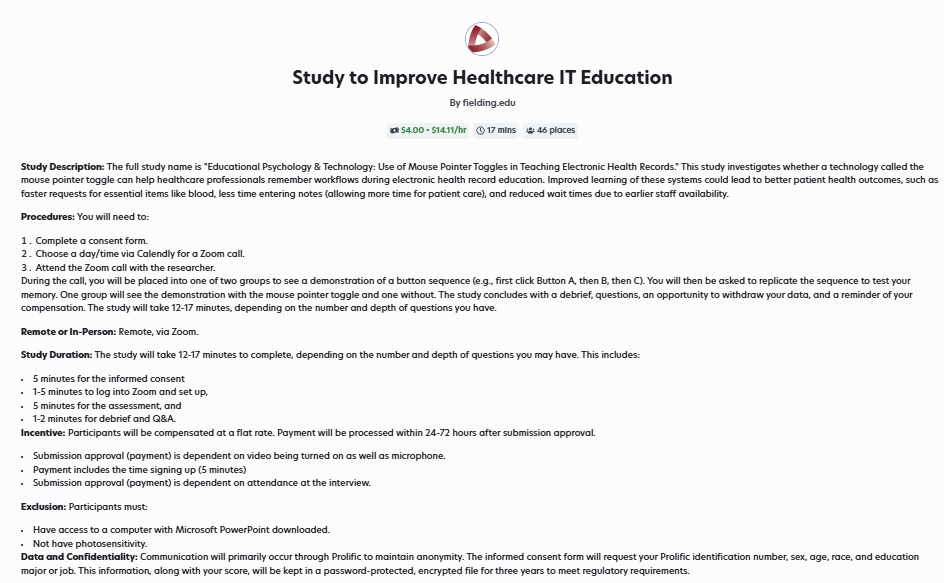 Study to Improve Healthcare IT Education
By fielding.edu
$4.00 • $14.11/hr 17 mins 46 places
Study Description: The full study name is "Educational Psychology & Technology: Use of Mouse Pointer Toggles in Teaching Electronic Health Records." This study investigates whether a technology called the
mouse pointer toggle can help healthcare professionals remember workflows during electronic health record education. Improved learning of these systems could lead to better patient health outcomes, such as
faster requests for essential items like blood, less time entering notes (allowing more time for patient care), and reduced wait times due to earlier staff availability.
Procedures: You will need to:
1. Complete a consent form.
2. Choose a day/time via Calendly for a Zoom call.
3. Attend the Zoom call with the researcher.
During the call, you will be placed into one of two groups to see a demonstration of a button sequence (e.g., first click Button A, then B, then C). You will then be asked to replicate the sequence to test your
memory. One group will see the demonstration with the mouse pointer toggle and one without. The study concludes with a debrief, questions, an opportunity to withdraw your data, and a reminder of your
compensation. The study will take 12-17 minutes, depending on the number and depth of questions you have.
Remote or In-Person: Remote, via Zoom.
Study Duration: The study will take 12-17 minutes to complete, depending on the number and depth of questions you may have. This includes:
• 5 minutes for the informed consent
• 1-5 minutes to log into Zoom and set up,
• 5 minutes for the assessment, and
• 1-2 minutes for debrief and Q&A.
Incentive: Participants will be compensated at a flat rate. Payment will be processed within 24-72 hours after submission approval.
• Submission approval (payment) is dependent on video being turned on as well as microphone.
• Payment includes the time signing up (5 minutes)
• Submission approval (payment) is dependent on attendance at the interview.
Exclusion: Participants must:
• Have access to a computer with Microsoft PowerPoint downloaded.
• Not have photosensitivity.
Data and Confidentiality: Communication will primarily occur through Prolific to maintain anonymity. The informed consent form will request your Prolific identification number, sex, age, race, and education
major or job. This information, along with your score, will be kept in a password-protected, encrypted file for three years to meet regulatory requirements.